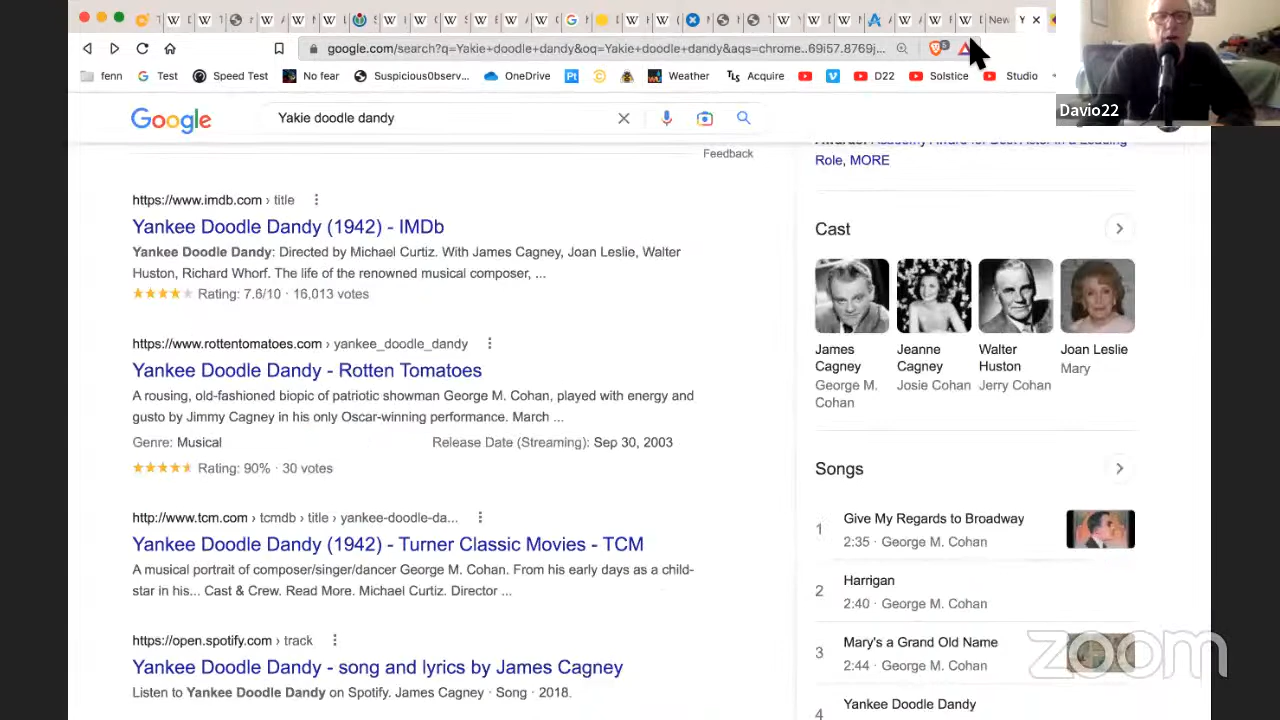 google.com/search?q=Yakie+doodle+dandy&oq=Yakie+doodle+dandy&aqs=chrome..69i57.8769j...
fenn
Test
Speed Test
No fear
Suspicious0bserv...
OneDrive
Weather
TLS Acquire
D22
Solstice
Studio
Davio22
Google
Yakie doodle dandy
Feedback
https://www.imdb.com › title
Yankee Doodle Dandy (1942) - IMDb
Yankee Doodle Dandy: Directed by Michael Curtiz. With James Cagney, Joan Leslie, Walter
Huston, Richard Whorf. The life of the renowned musical composer, ...
Rating: 7.6/10 · 16,013 votes
https://www.rottentomatoes.com › yankee_doodle_dandy
Yankee Doodle Dandy - Rotten Tomatoes
A rousing, old-fashioned biopic of patriotic showman George M. Cohan, played with energy and
gusto by Jimmy Cagney in his only Oscar-winning performance. March ...
Genre: Musical
Release Date (Streaming): Sep 30, 2003
Rating: 90% · 30 votes
http://www.tcm.com › tcmdb › title › yankee-doodle-da...
Yankee Doodle Dandy (1942) - Turner Classic Movies - TCM
A musical portrait of composer/singer/dancer George M. Cohan. From his early days as a child-
star in his... Cast & Crew. Read More. Michael Curtiz. Director ...
https://open.spotify.com › track
Yankee Doodle Dandy - song and lyrics by James Cagney
Listen to Yankee Doodle Dandy on Spotify. James Cagney · Song · 2018.
Role, MORE
Cast
James
Cagney
George M.
Cohan
Jeanne
Cagney
Josie Cohan
Walter
Huston
Jerry Cohan
Joan Leslie
Mary
Songs
1
Give My Regards to Broadway
2:35 · George M. Cohan
2
Harrigan
2:40 · George M. Cohan
3
Mary's a Grand Old Name
2:44 · George M. Cohan
4
Yankee Doodle Dandy
zoom